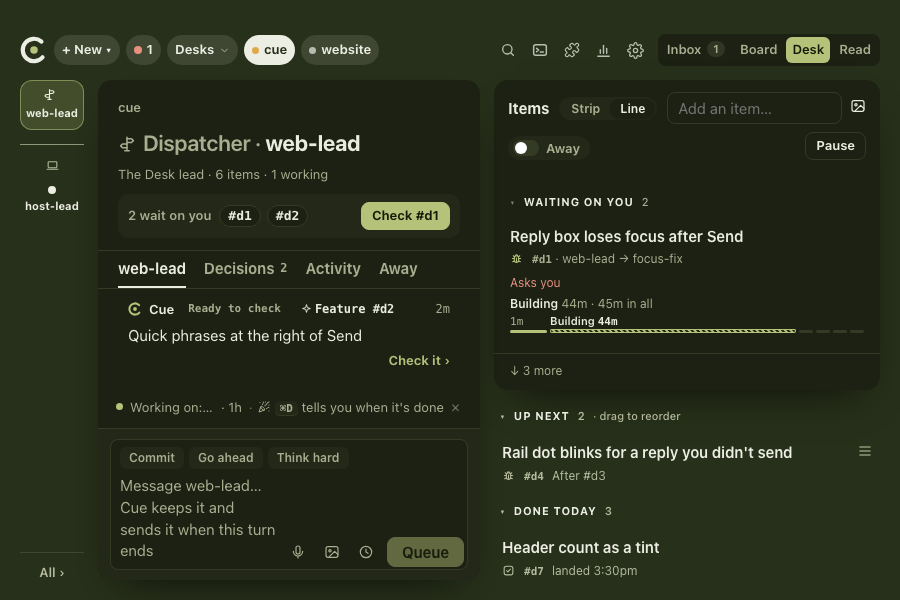 + New ▾
1
Desks
cue
website
Inbox 1
Board
Desk
Read
web-lead
host-lead
All ›
cue
Dispatcher · web-lead
The Desk lead · 6 items · 1 working
2 wait on you #d1 #d2
Check #d1
web-lead
Decisions 2
Activity
Away
Cue Ready to check Feature #d2 2m
Quick phrases at the right of Send
Check it ›
Working on:... · 1h · ⌘D tells you when it's done ×
Commit
Go ahead
Think hard
Message web-lead...
Cue keeps it and
sends it when this turn
ends
Queue
Items
Strip
Line
Add an item...
Away
Pause
WAITING ON YOU 2
Reply box loses focus after Send
#d1 · web-lead → focus-fix
Asks you
Building 44m · 45m in all
1m Building 44m
↓ 3 more
UP NEXT 2 · drag to reorder
Rail dot blinks for a reply you didn't send
#d4 After #d3
DONE TODAY 3
Header count as a tint
#d7 landed 3:30pm